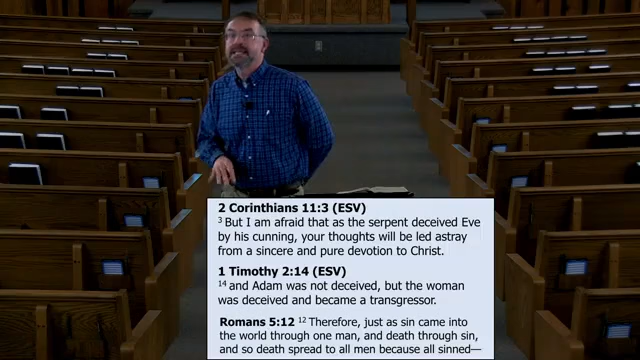 2 Corinthians 11:3 (ESV)
3 But I am afraid that as the serpent deceived Eve
by his cunning, your thoughts will be led astray
from a sincere and pure devotion to Christ.
1 Timothy 2:14 (ESV)
14 and Adam was not deceived, but the woman
was deceived and became a transgressor.
Romans 5:12 12 Therefore, just as sin came into
the world through one man, and death through sin,
and so death spread to all men because all sinned—